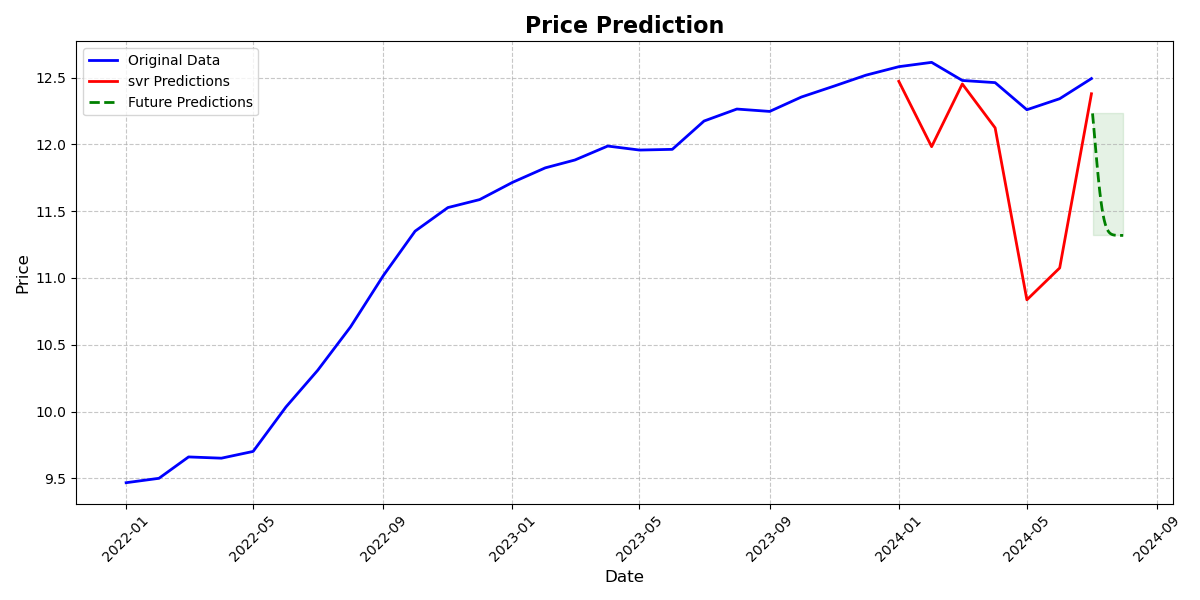 Price Prediction
Original Data
svr Predictions
Future Predictions
Price
12.5
12.0
11.5
11.0
10.5
10.0
9.5
2022-01
2022-05
2022-09
2023-01
2023-05
2023-09
2024-01
2024-05
2024-09
Date